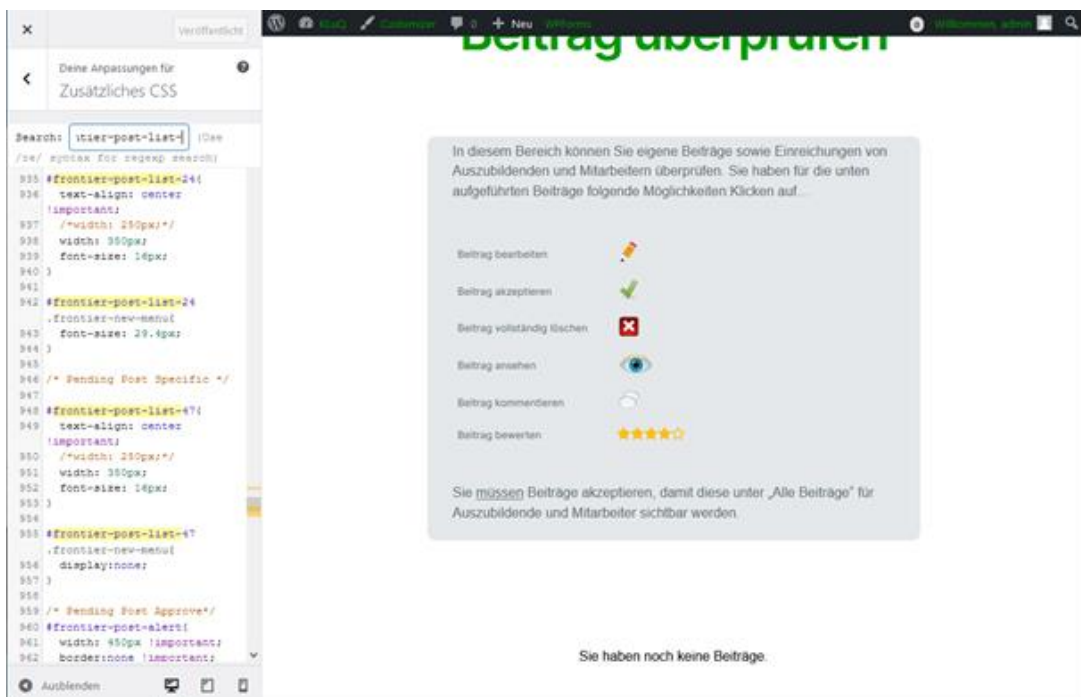 Veröffentlicht
Customizer 0 + Neu WPForms
Willkommen, admin
Deine Anpassungen für
Zusätzliches CSS
Search: ntier-post-list- (Use
/re/ syntax for regexp search)
935 #frontier-post-list-24{
936 text-align: center
!important;
937 /*width: 250px;*/
938 width: 350px;
939 font-size: 16px;
940 }
941
942 #frontier-post-list-24
.frontier-new-menu{
943 font-size: 29.4px;
944 }
945
946 /* Pending Post Specific */
947
948 #frontier-post-list-47{
949 text-align: center
!important;
950 /*width: 250px;*/
951 width: 350px;
952 font-size: 16px;
953 }
954
955 #frontier-post-list-47
.frontier-new-menu{
956 display:none;
957 }
958
959 /* Pending Post Approve*/
960 #frontier-post-alert{
961 width: 450px !important;
962 border:none !important;
Ausblenden
Beitrag überprüfen
In diesem Bereich können Sie eigene Beiträge sowie Einreichungen von
Auszubildenden und Mitarbeitern überprüfen. Sie haben für die unten
aufgeführten Beiträge folgende Möglichkeiten Klicken auf...
Beitrag bearbeiten
Beitrag akzeptieren
Beitrag vollständig löschen
Beitrag ansehen
Beitrag kommentieren
Beitrag bewerten
Sie müssen Beiträge akzeptieren, damit diese unter „Alle Beiträge" für
Auszubildende und Mitarbeiter sichtbar werden.
Sie haben noch keine Beiträge.